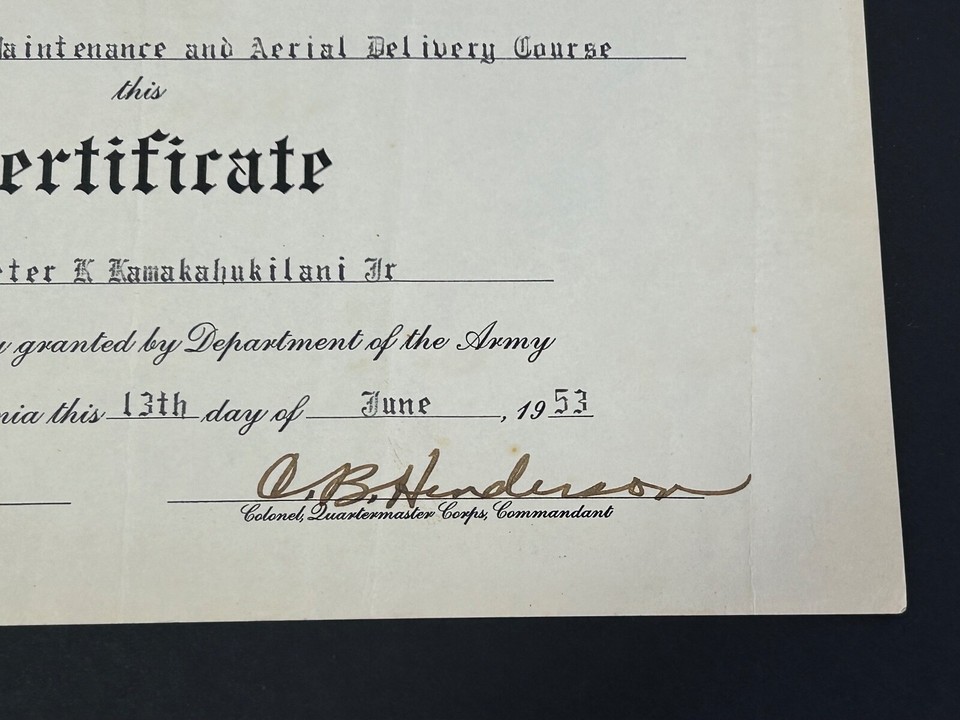 aintenance and Aerial Delivery Course
this
ertificate
eter K Kamakahukilani Jr
granted by Department of the Army
nia this 13th day of June, 1953
C. B. Henderson
Colonel, Quartermaster Corps, Commandant